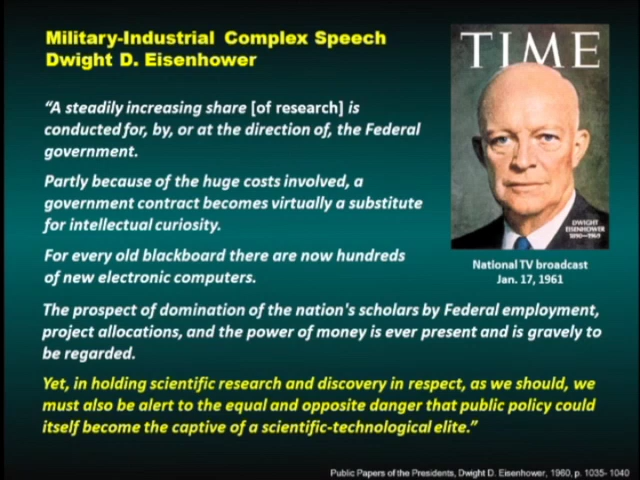 Military-Industrial Complex Speech
Dwight D. Eisenhower
TIME
"A steadily increasing share [of research] is
conducted for, by, or at the direction of, the Federal
government.
Partly because of the huge costs involved, a
government contract becomes virtually a substitute
for intellectual curiosity.
For every old blackboard there are now hundreds
of new electronic computers.
DWIGHT
EISENHOWER
1890–1969
National TV broadcast
Jan. 17, 1961
The prospect of domination of the nation's scholars by Federal employment,
project allocations, and the power of money is ever present and is gravely to
be regarded.
Yet, in holding scientific research and discovery in respect, as we should, we
must also be alert to the equal and opposite danger that public policy could
itself become the captive of a scientific-technological elite."
Public Papers of the Presidents, Dwight D. Eisenhower, 1960, p. 1035- 1040